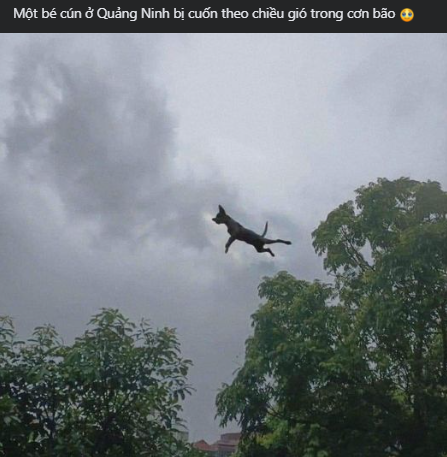 Một bé cún ở Quảng Ninh bị cuốn theo chiều gió trong cơn bão 🥹